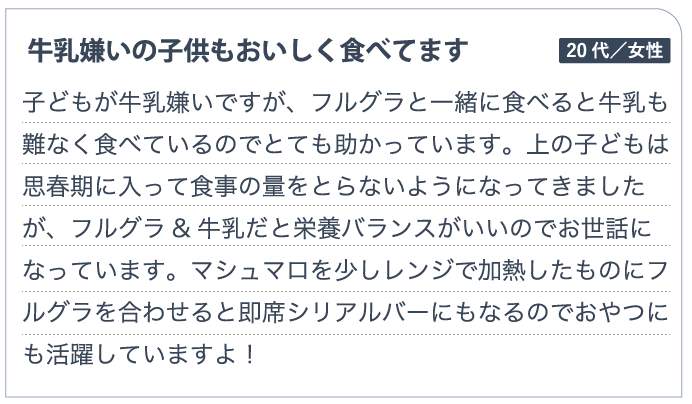 牛乳嫌いの子供もおいしく食べてます
20代／女性
子どもが牛乳嫌いですが、フルグラと一緒に食べると牛乳も
難なく食べているのでとても助かっています。上の子どもは
思春期に入って食事の量をとらないようになってきました
が、フルグラ & 牛乳だと栄養バランスがいいのでお世話に
なっています。マシュマロを少しレンジで加熱したものにフ
ルグラを合わせると即席シリアルバーにもなるのでおやつに
も活躍していますよ！